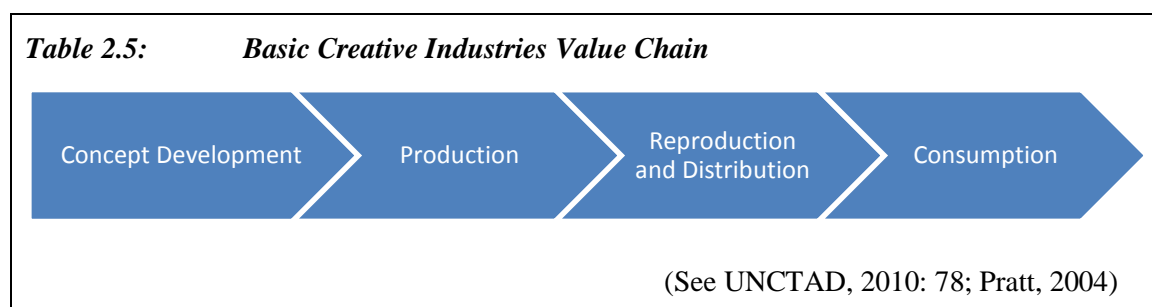 Table 2.5: Basic Creative Industries Value Chain
Concept Development
Production
Reproduction
and Distribution
Consumption
(See UNCTAD, 2010: 78; Pratt, 2004)